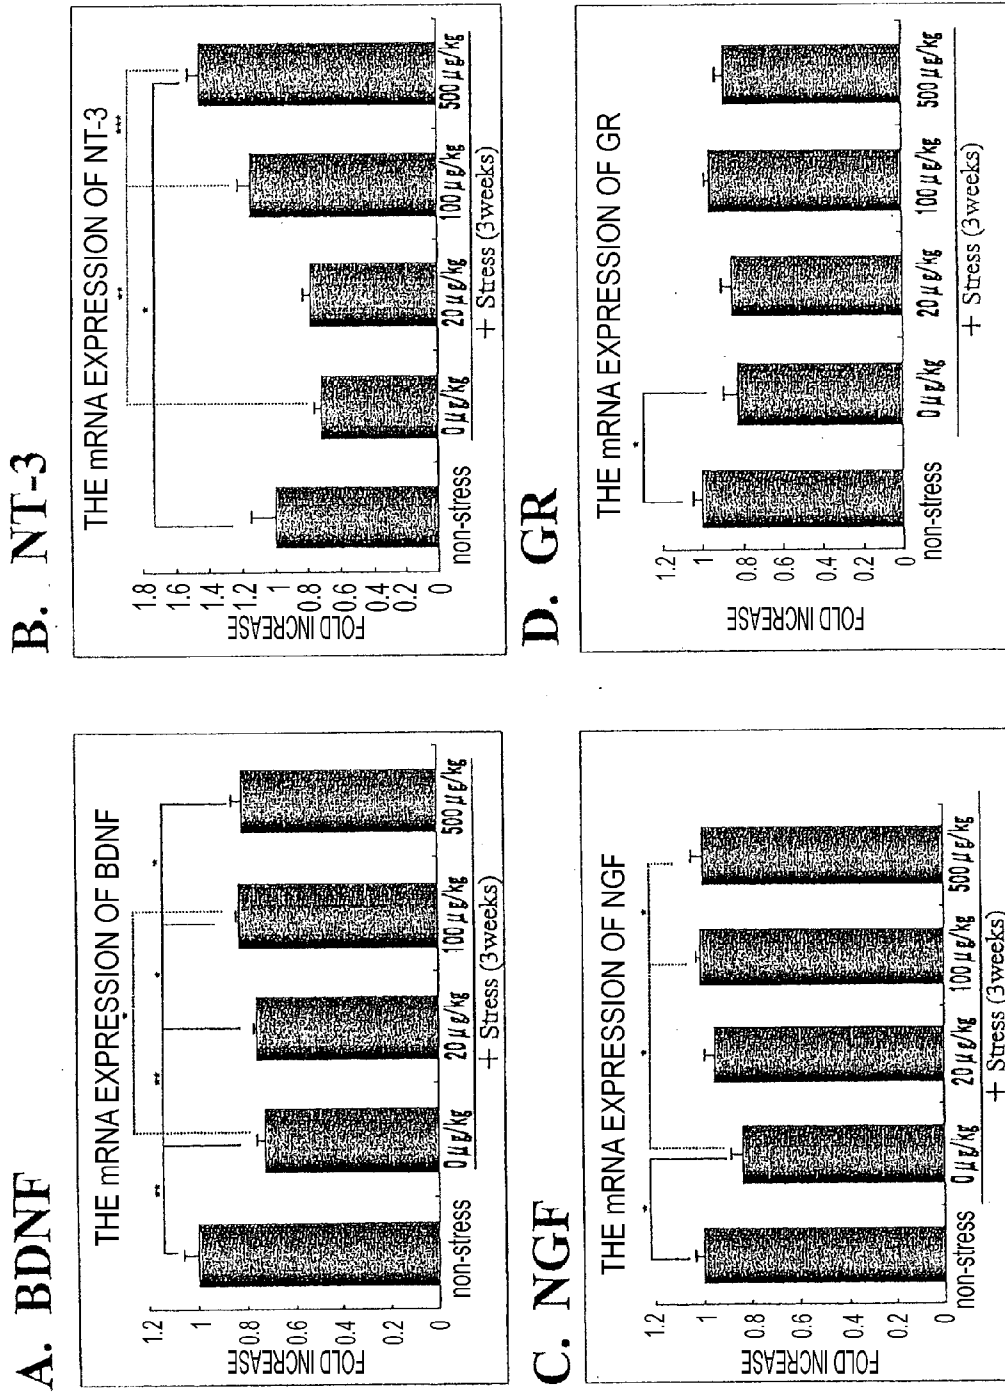 A. BDNF
THE mRNA EXPRESSION OF BDNF
FOLD INCREASE
1.2
1
0.8
0.6
0.4
0.2
0
* 
** ** * *
non-stress 0 µg/kg 20 µg/kg 100 µg/kg 500 µg/kg
+ Stress (3weeks)
B. NT-3
THE mRNA EXPRESSION OF NT-3
FOLD INCREASE
1.8
1.6
1.4
1.2
1
0.8
0.6
0.4
0.2
0
** ***
*
non-stress 0 µg/kg 20 µg/kg 100 µg/kg 500 µg/kg
+ Stress (3weeks)
C. NGF
THE mRNA EXPRESSION OF NGF
FOLD INCREASE
1.2
1
0.8
0.6
0.4
0.2
0
* * *
non-stress 0 µg/kg 20 µg/kg 100 µg/kg 500 µg/kg
+ Stress (3weeks)
D. GR
THE mRNA EXPRESSION OF GR
FOLD INCREASE
1.2
1
0.8
0.6
0.4
0.2
0
*
non-stress 0 µg/kg 20 µg/kg 100 µg/kg 500 µg/kg
+ Stress (3weeks)